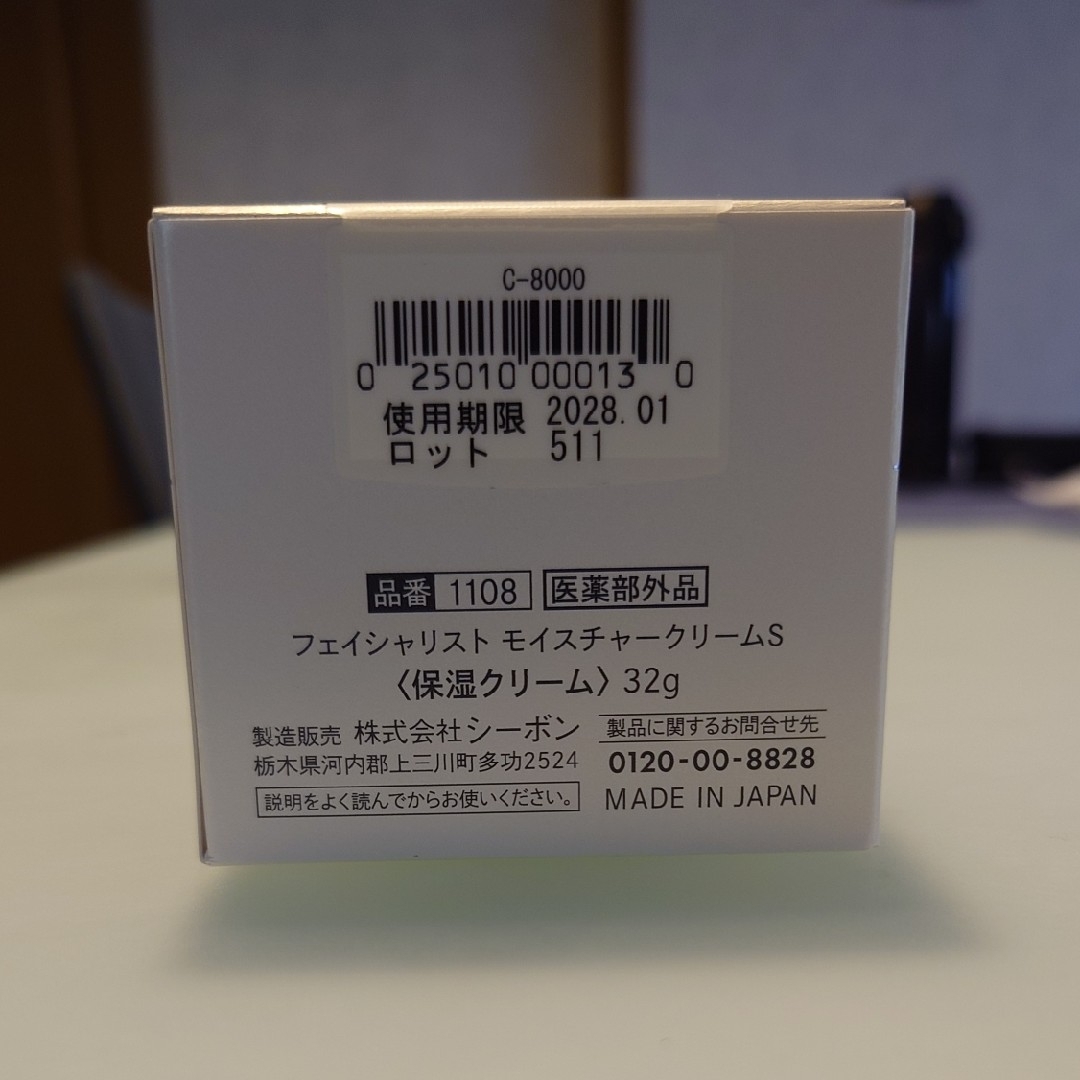 C-8000
0 25010 00013 0
使用期限 2028.01
ロット 511
品番 1108 医薬部外品
フェイシャリスト モイスチャークリームS
〈保湿クリーム〉32g
製造販売 株式会社シーボン
栃木県河内郡上三川町多功2524
説明をよく読んでからお使いください。
製品に関するお問合せ先
0120-00-8828
MADE IN JAPAN